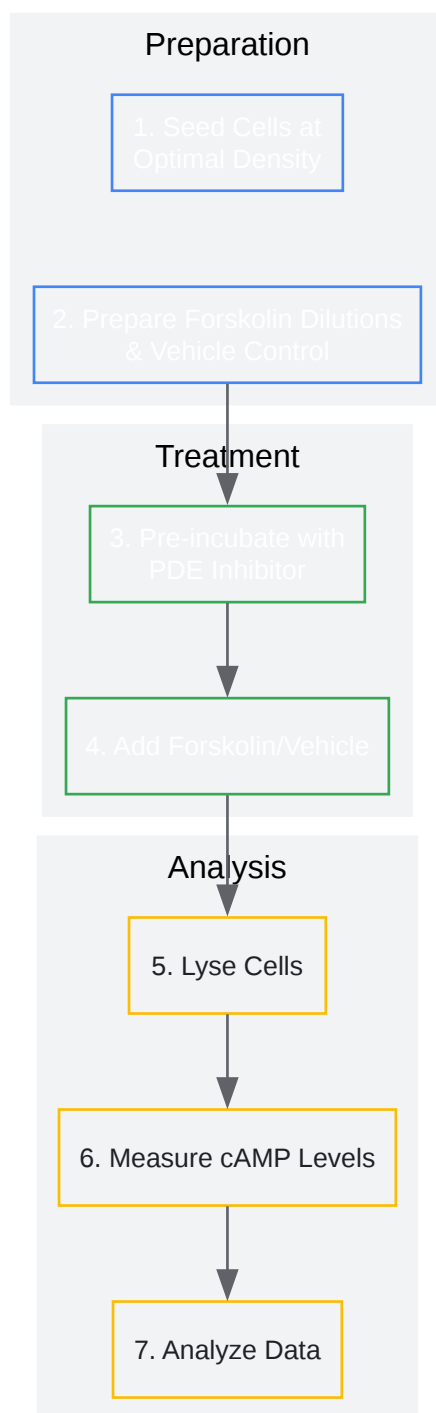 Preparation
1. Seed Cells at
Optimal Density
2. Prepare Forskolin Dilutions
& Vehicle Control
Treatment
3. Pre-incubate with
PDE Inhibitor
4. Add Forskolin/Vehicle
Analysis
5. Lyse Cells
6. Measure cAMP Levels
7. Analyze Data